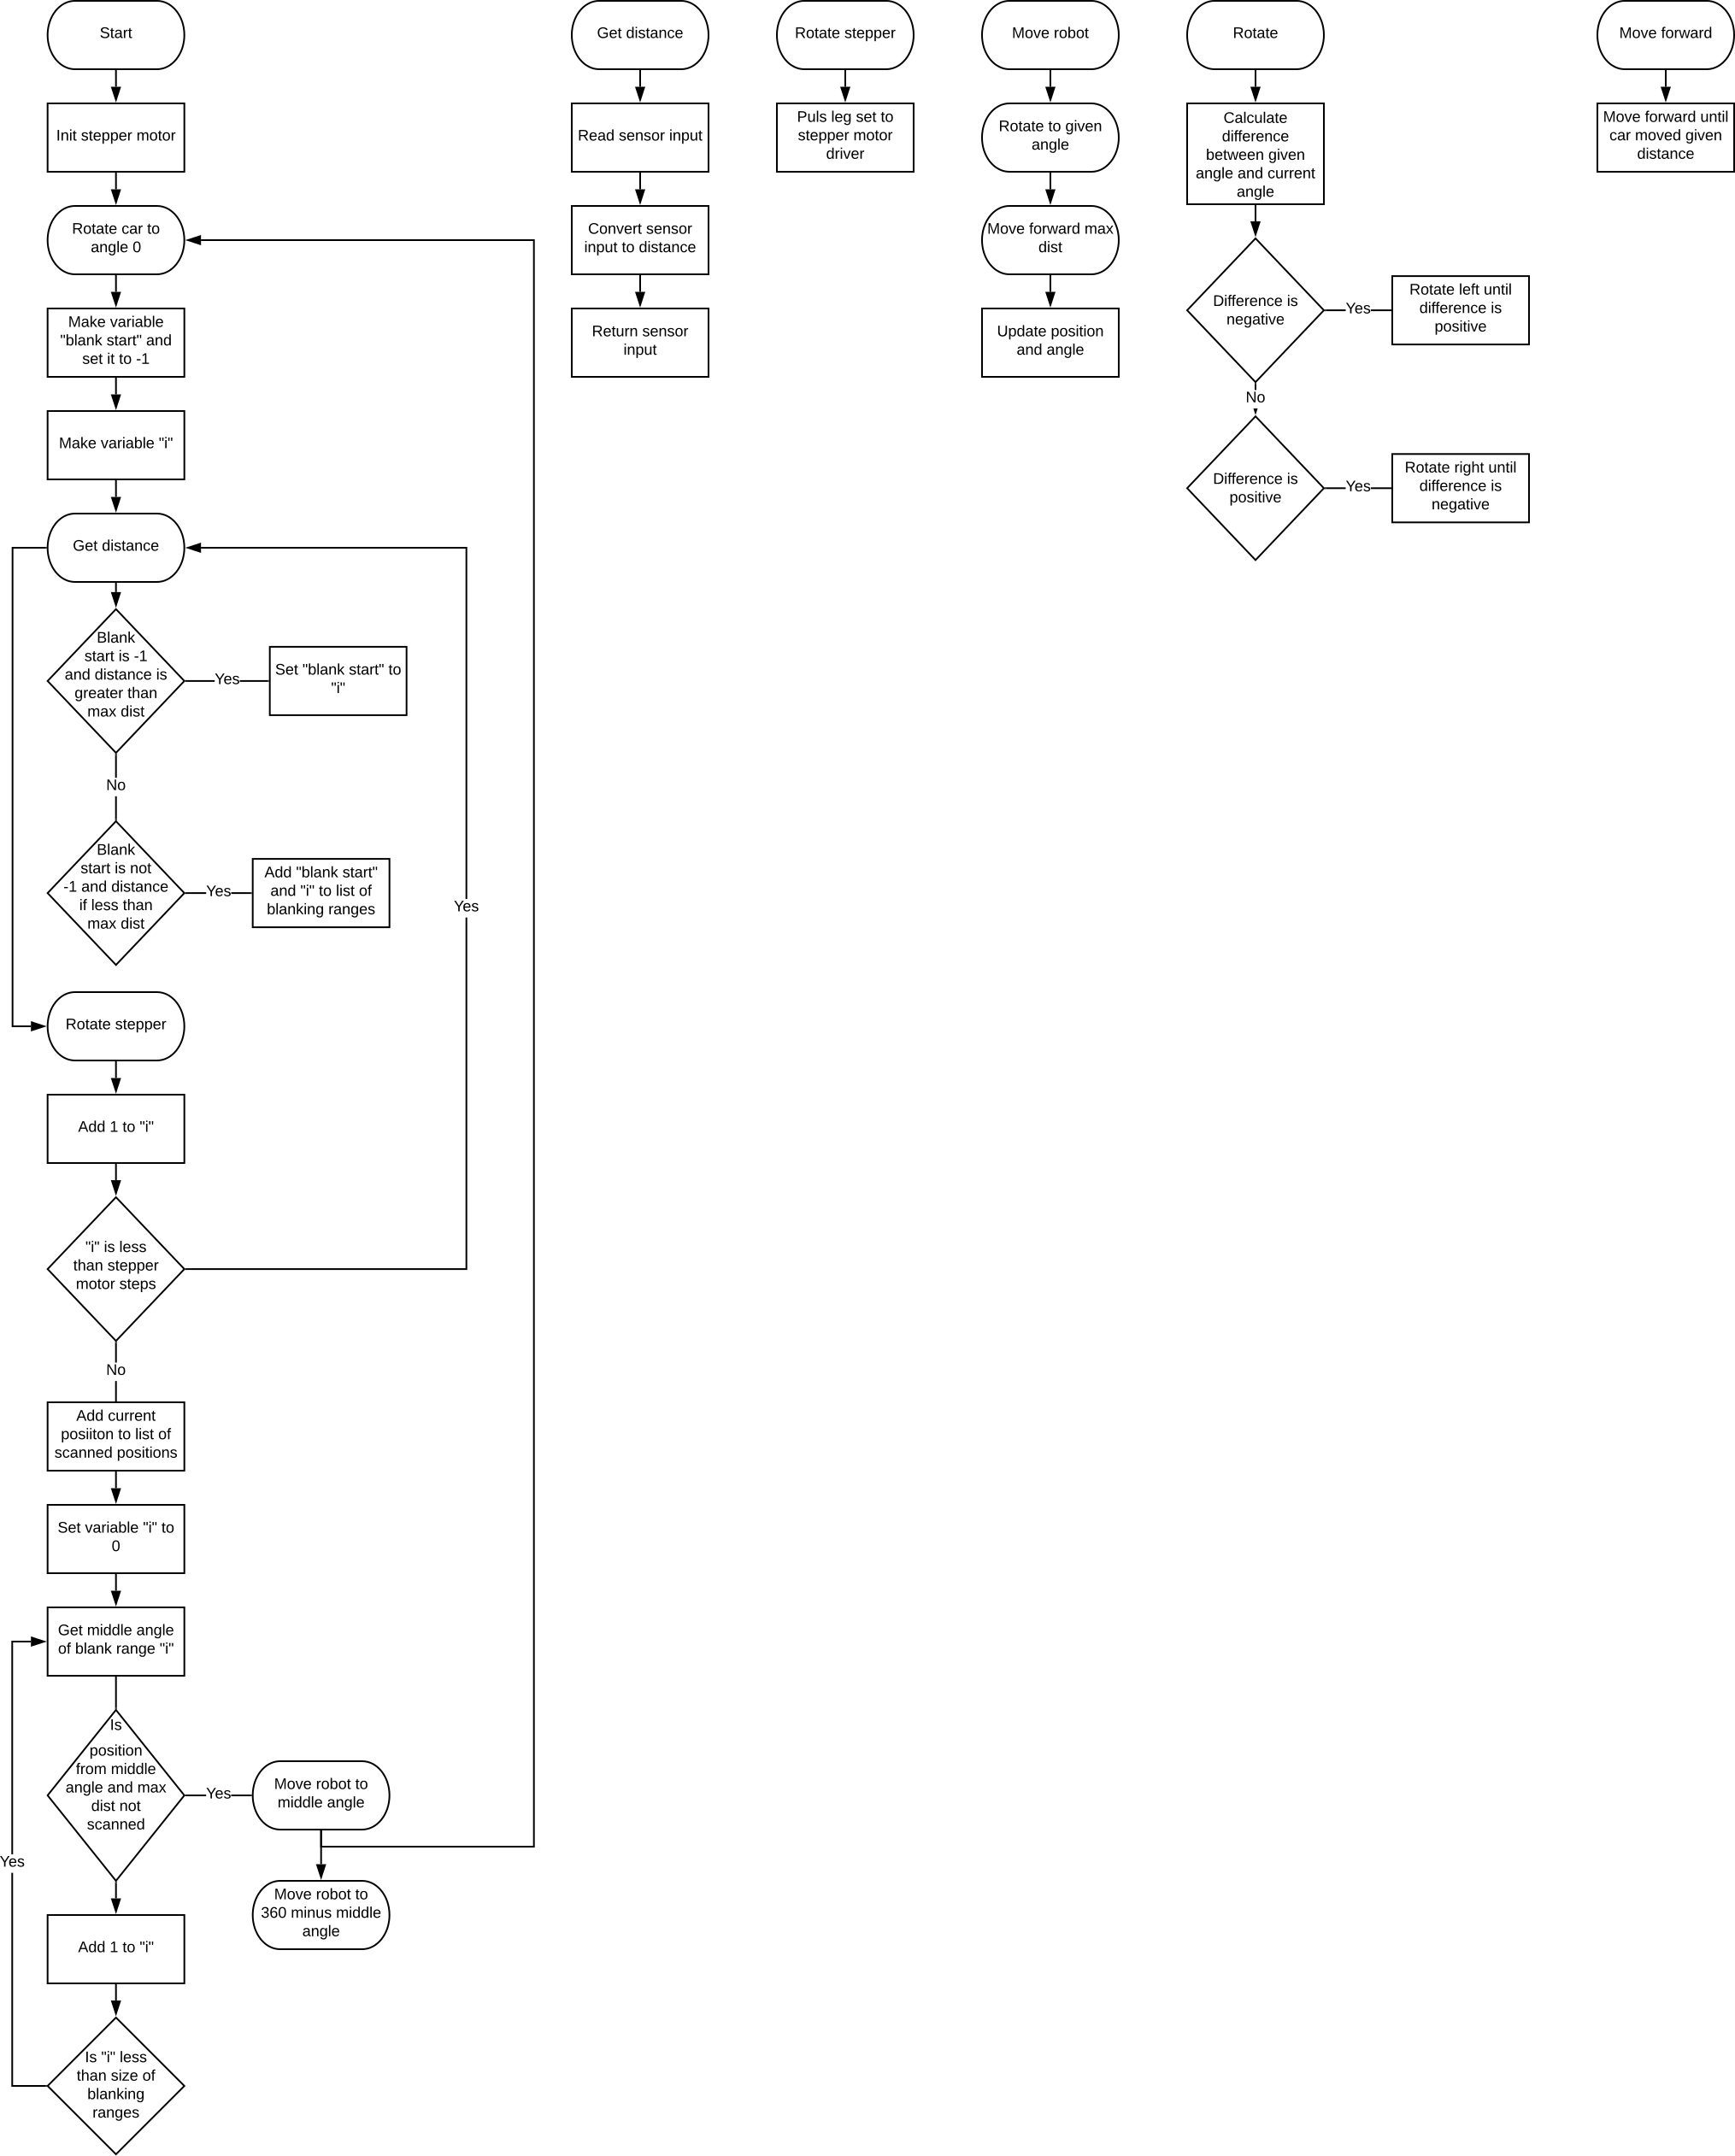 Start
Init stepper motor
Rotate car to
angle 0
Make variable
"blank start" and
set it to -1
Make variable "i"
Get distance
Blank
start is -1
and distance is
greater than
max dist
Yes
Set "blank start" to
"i"
No
Blank
start is not
-1 and distance
if less than
max dist
Yes
Add "blank start"
and "i" to list of
blanking ranges
Yes
Rotate stepper
Add 1 to "i"
"i" is less
than stepper
motor steps
No
Add current
posiiton to list of
scanned positions
Set variable "i" to
0
Get middle angle
of blank range "i"
Is
position
from middle
angle and max
dist not
scanned
Yes
Move robot to
middle angle
Yes
Move robot to
360 minus middle
angle
Add 1 to "i"
Is "i" less
than size of
blanking
ranges
Get distance
Read sensor input
Convert sensor
input to distance
Return sensor
input
Rotate stepper
Puls leg set to
stepper motor
driver
Move robot
Rotate to given
angle
Move forward max
dist
Update position
and angle
Rotate
Calculate
difference
between given
angle and current
angle
Difference is
negative
Yes
Rotate left until
difference is
positive
No
Difference is
positive
Yes
Rotate right until
difference is
negative
Move forward
Move forward until
car moved given
distance